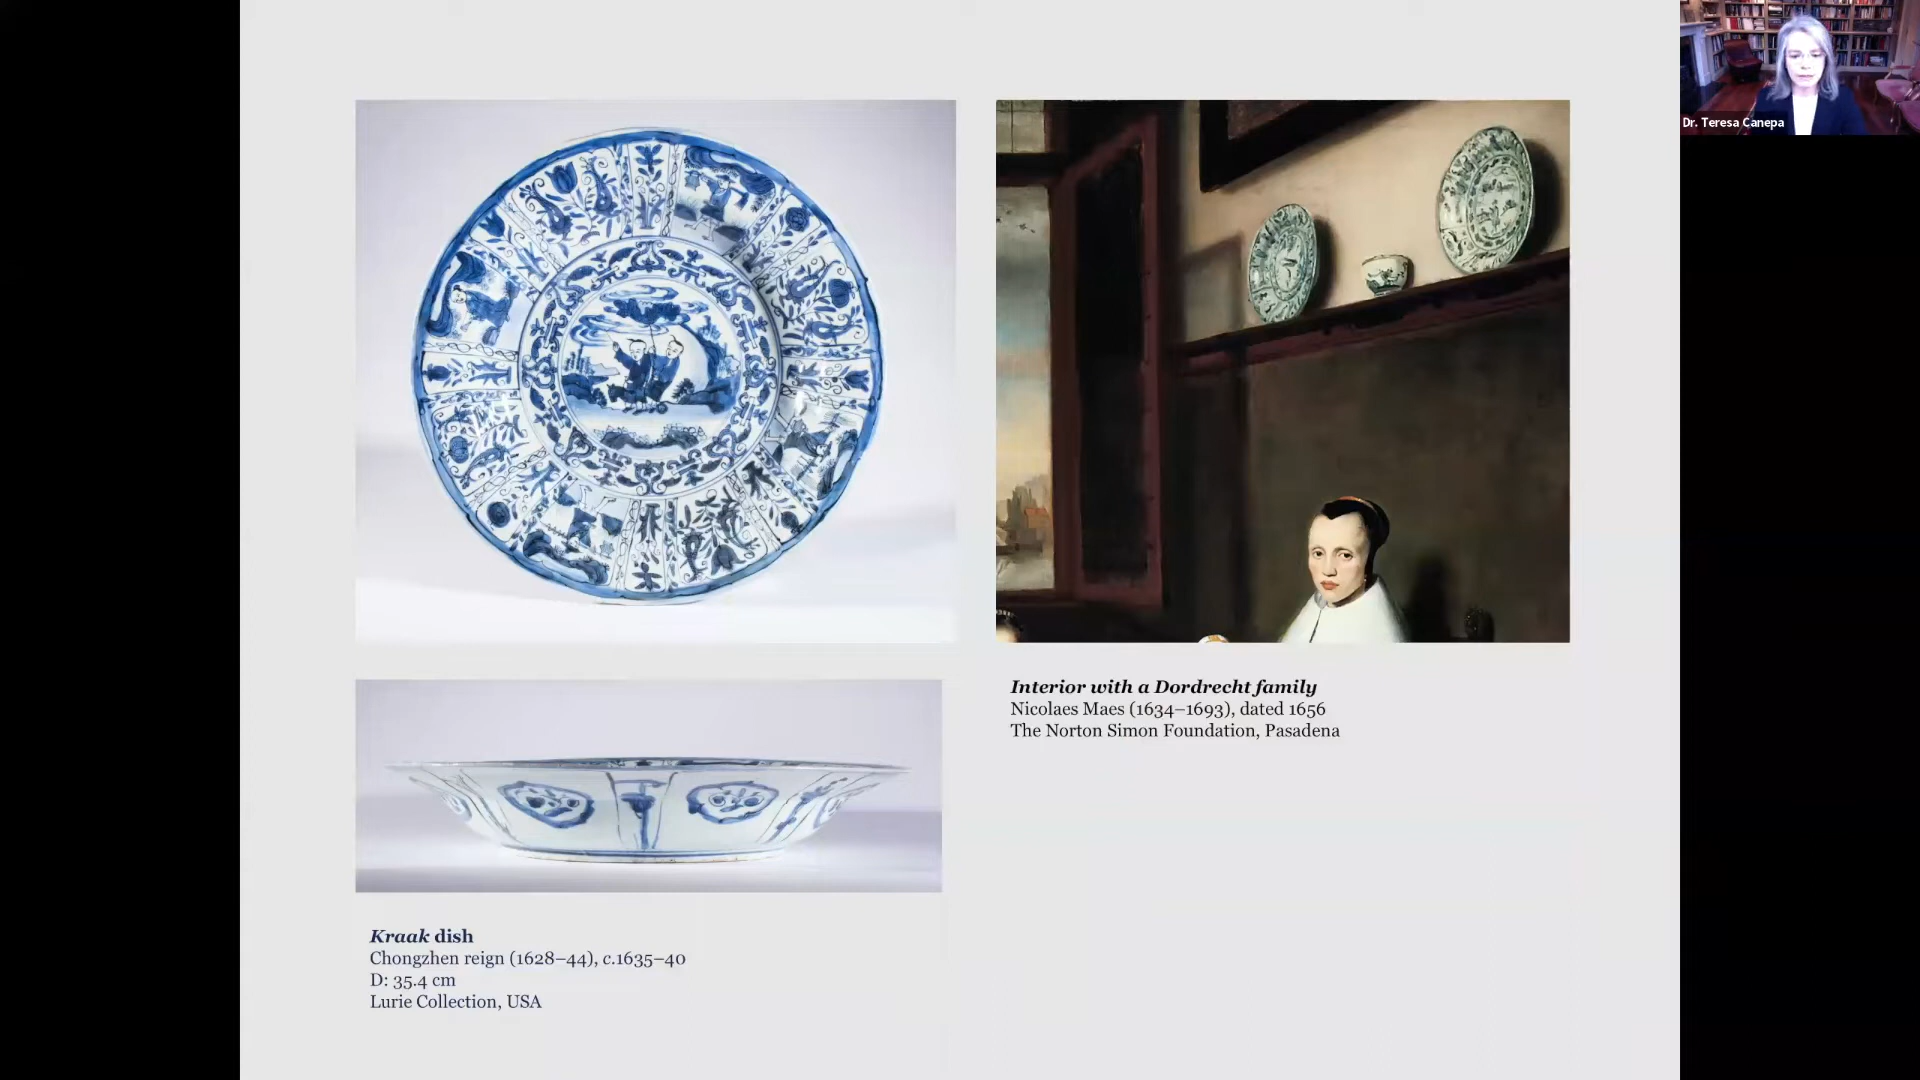 Dr. Teresa Canepa
Interior with a Dordrecht family
Nicolaes Maes (1634–1693), dated 1656
The Norton Simon Foundation, Pasadena
Kraak dish
Chongzhen reign (1628–44), c.1635–40
D: 35.4 cm
Lurie Collection, USA